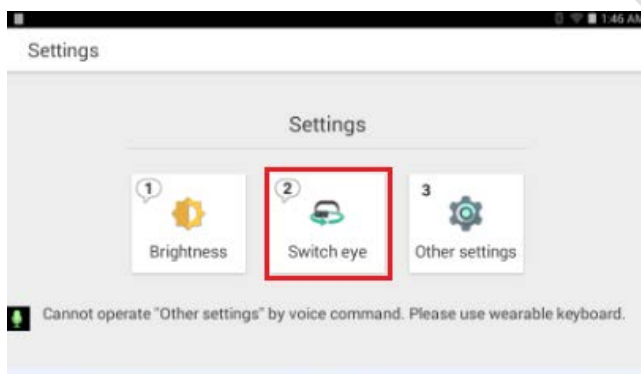 1:46 AM
Settings
Settings
1
2
3
Brightness
Switch eye
Other settings
Cannot operate "Other settings" by voice command. Please use wearable keyboard.